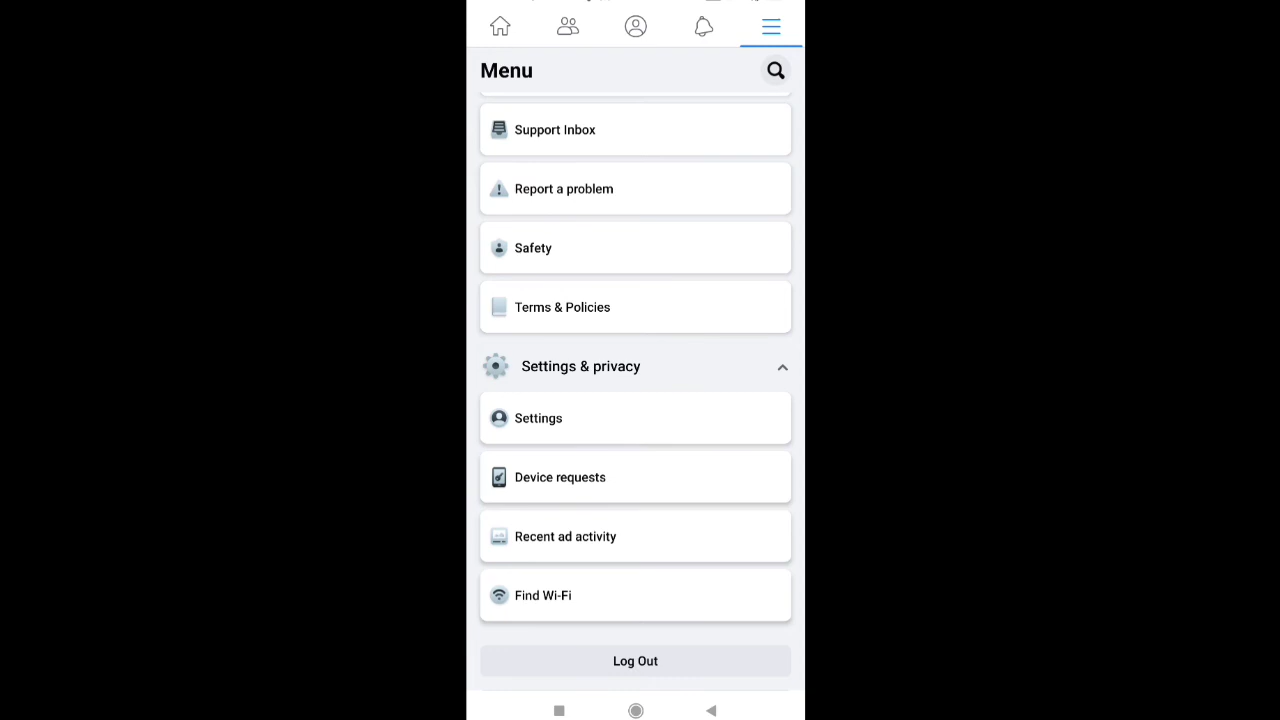 Menu
Support Inbox
Report a problem
Safety
Terms & Policies
Settings & privacy
Settings
Device requests
Recent ad activity
Find Wi-Fi
Log Out